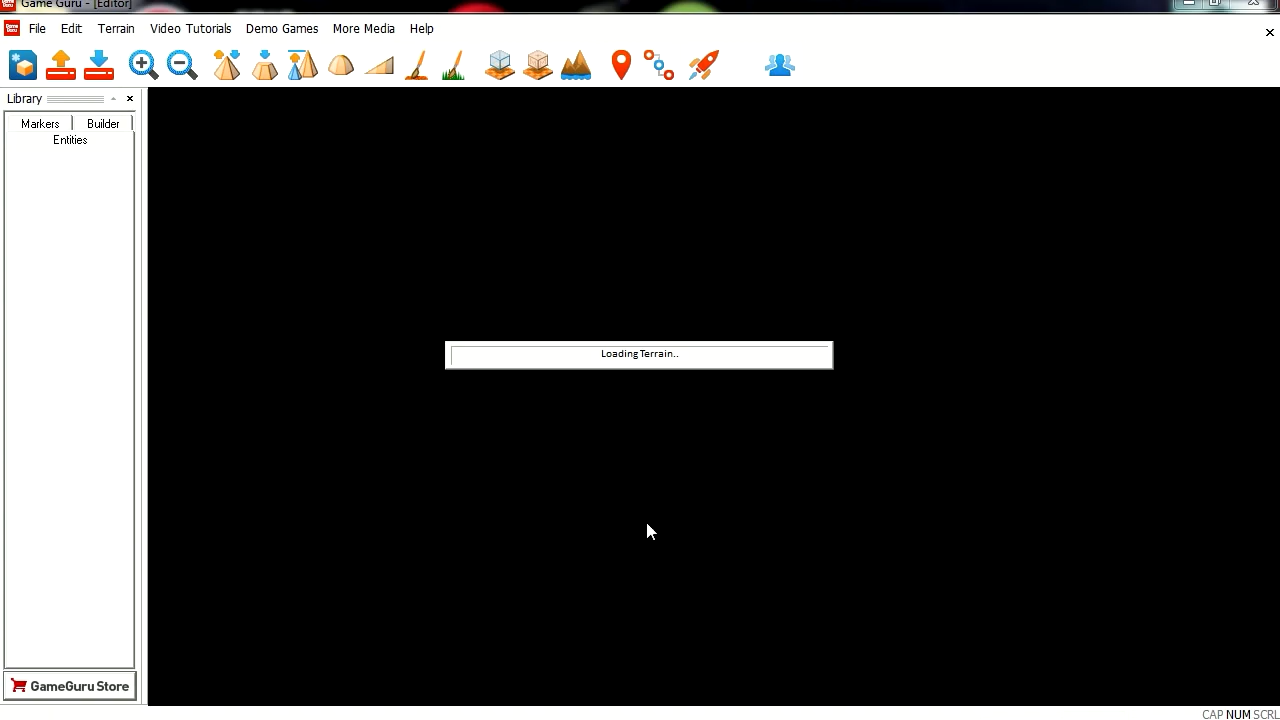 Game Guru - [Editor]
File Edit Terrain Video Tutorials Demo Games More Media Help
Library
Markers Builder
Entities
Loading Terrain..
GameGuru Store
CAP NUM SCRL